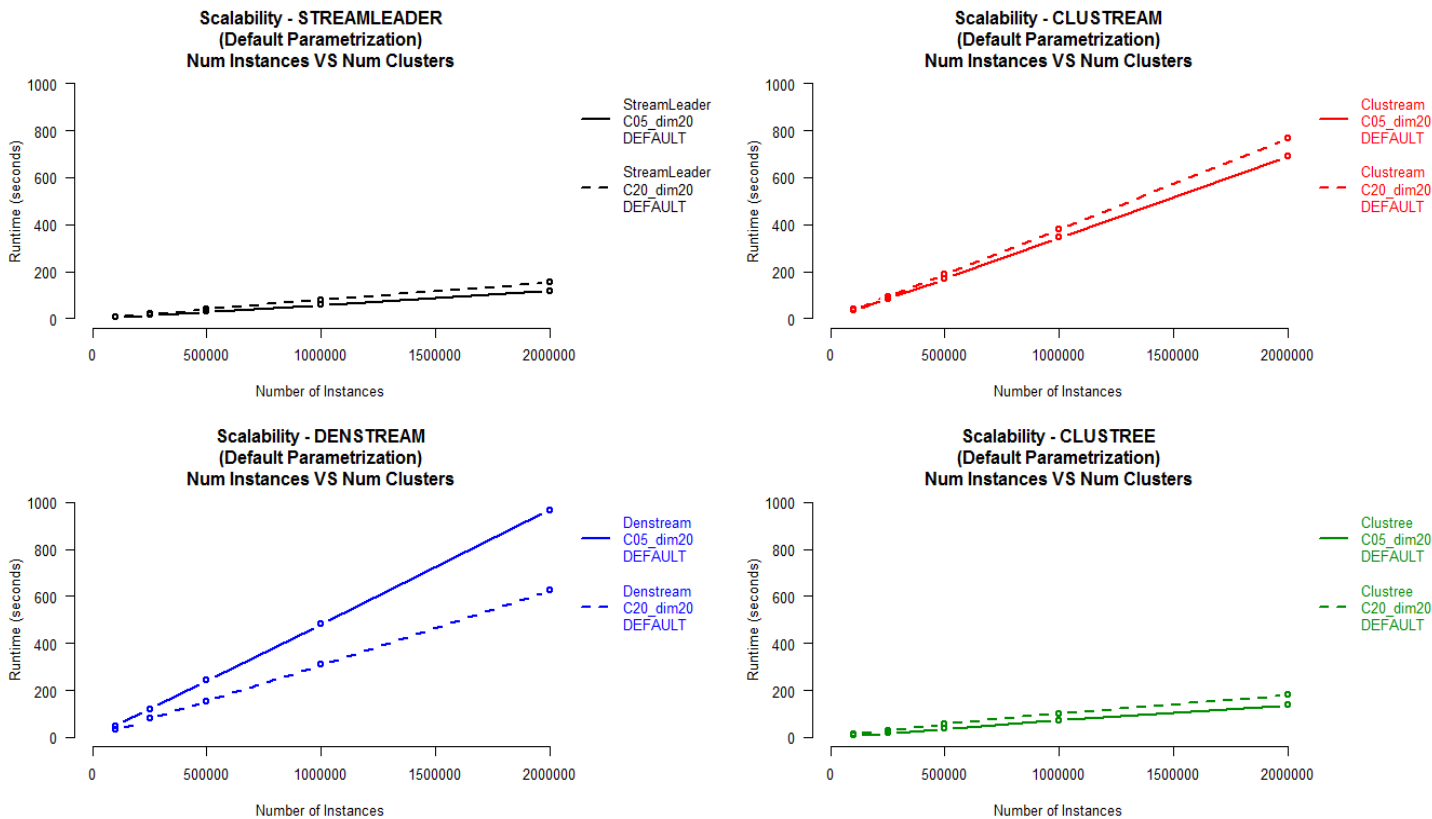 Scalability - STREAMLEADER
(Default Parametrization)
Num Instances VS Num Clusters
1000
800
600
400
200
0
Runtime (seconds)
0 500000 1000000 1500000 2000000
Number of Instances
StreamLeader
C05_dim20
DEFAULT
StreamLeader
C20_dim20
DEFAULT
Scalability - CLUSTREAM
(Default Parametrization)
Num Instances VS Num Clusters
1000
800
600
400
200
0
Runtime (seconds)
0 500000 1000000 1500000 2000000
Number of Instances
Clustream
C05_dim20
DEFAULT
Clustream
C20_dim20
DEFAULT
Scalability - DENSTREAM
(Default Parametrization)
Num Instances VS Num Clusters
1000
800
600
400
200
0
Runtime (seconds)
0 500000 1000000 1500000 2000000
Number of Instances
Denstream
C05_dim20
DEFAULT
Denstream
C20_dim20
DEFAULT
Scalability - CLUSTREE
(Default Parametrization)
Num Instances VS Num Clusters
1000
800
600
400
200
0
Runtime (seconds)
0 500000 1000000 1500000 2000000
Number of Instances
Clustree
C05_dim20
DEFAULT
Clustree
C20_dim20
DEFAULT